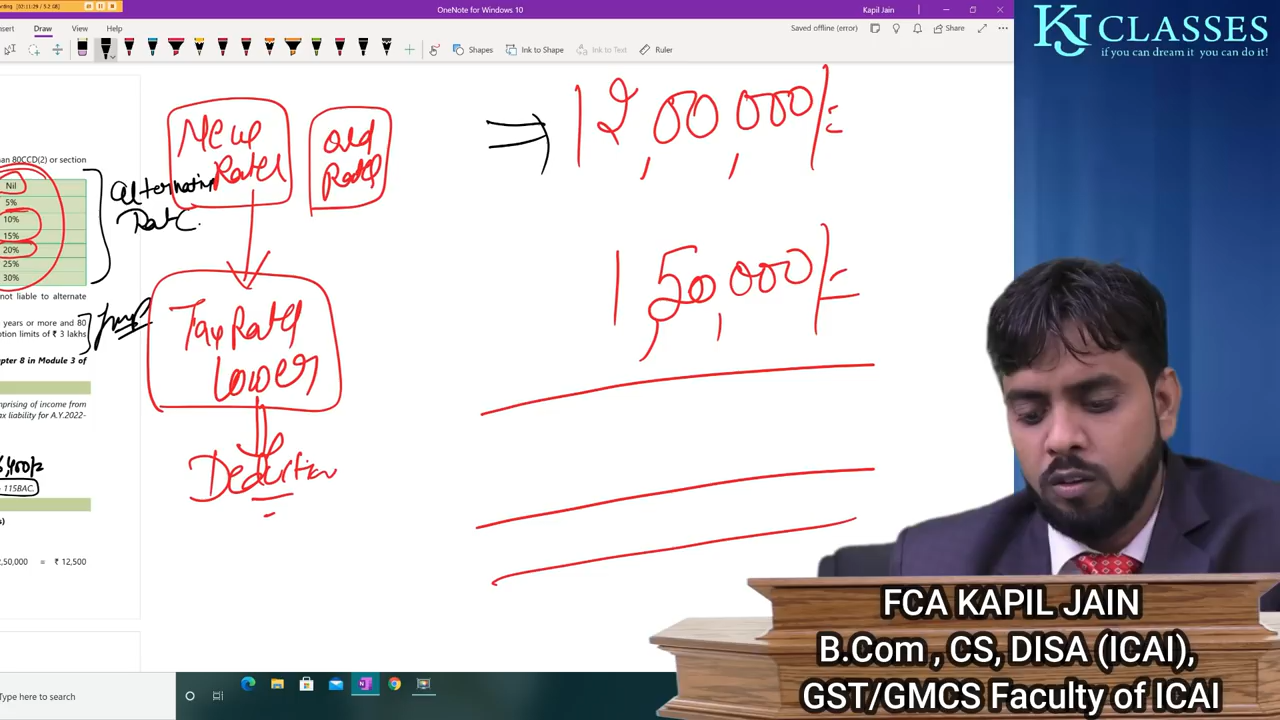 OneNote for Windows 10
Kapil Jain
Draw
View
Help
Saved offline (error)
Share
Shapes
Ink to Shape
Ink to Text
Ruler
KJ CLASSES
if you can dream it you can do it!
New
Rates
Old
Rates
12,00,000/=
than 80CCD(2) or section
Nil
5%
10%
15%
20%
25%
30%
Alternative
Rate
not liable to alternate
years or more and 80
ption limits of ₹ 3 lakhs
pter 8 in Module 3 of
1,50,000/=
Tax Rates
Lower
Deduction
mprising of income from
ax liability for A.Y.2022-
115BAC.
2,50,000 = ₹ 12,500
Type here to search
FCA KAPIL JAIN
B.Com , CS, DISA (ICAI),
GST/GMCS Faculty of ICAI